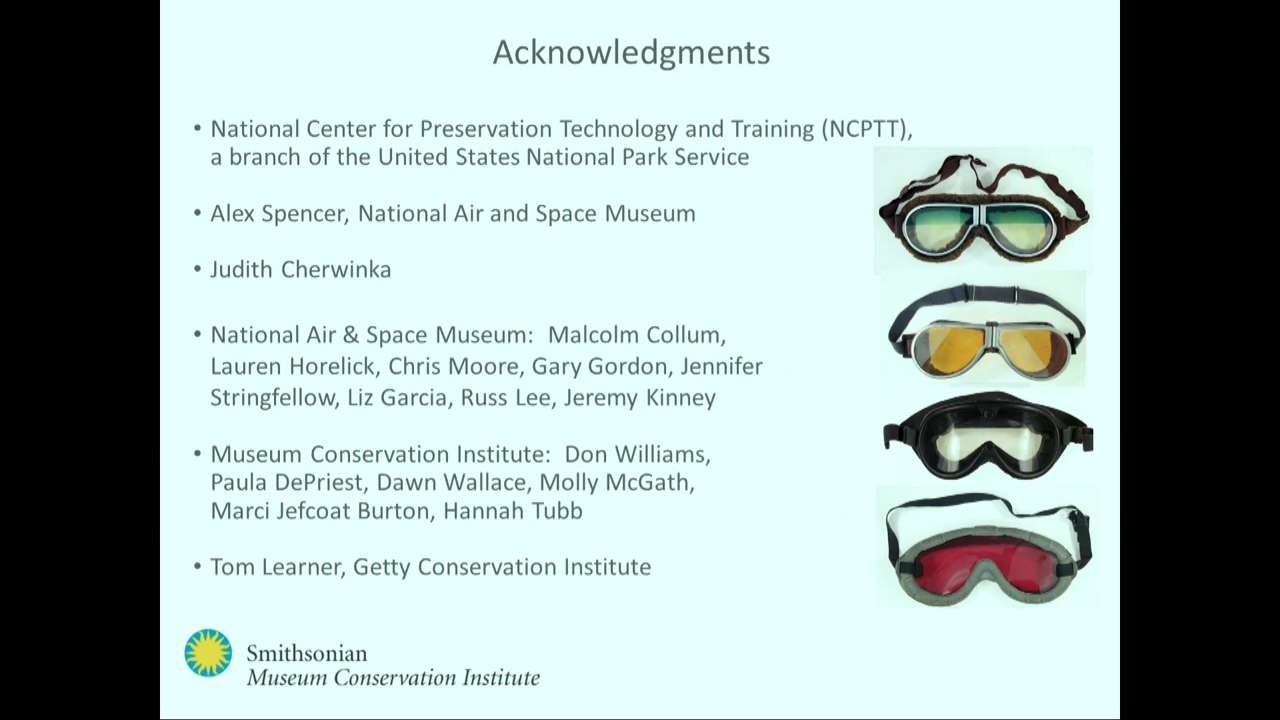 Acknowledgments
• National Center for Preservation Technology and Training (NCPTT),
a branch of the United States National Park Service
• Alex Spencer, National Air and Space Museum
• Judith Cherwinka
• National Air & Space Museum:  Malcolm Collum,
Lauren Horelick, Chris Moore, Gary Gordon, Jennifer
Stringfellow, Liz Garcia, Russ Lee, Jeremy Kinney
• Museum Conservation Institute:  Don Williams,
Paula DePriest, Dawn Wallace, Molly McGath,
Marci Jefcoat Burton, Hannah Tubb
• Tom Learner, Getty Conservation Institute
Smithsonian
Museum Conservation Institute